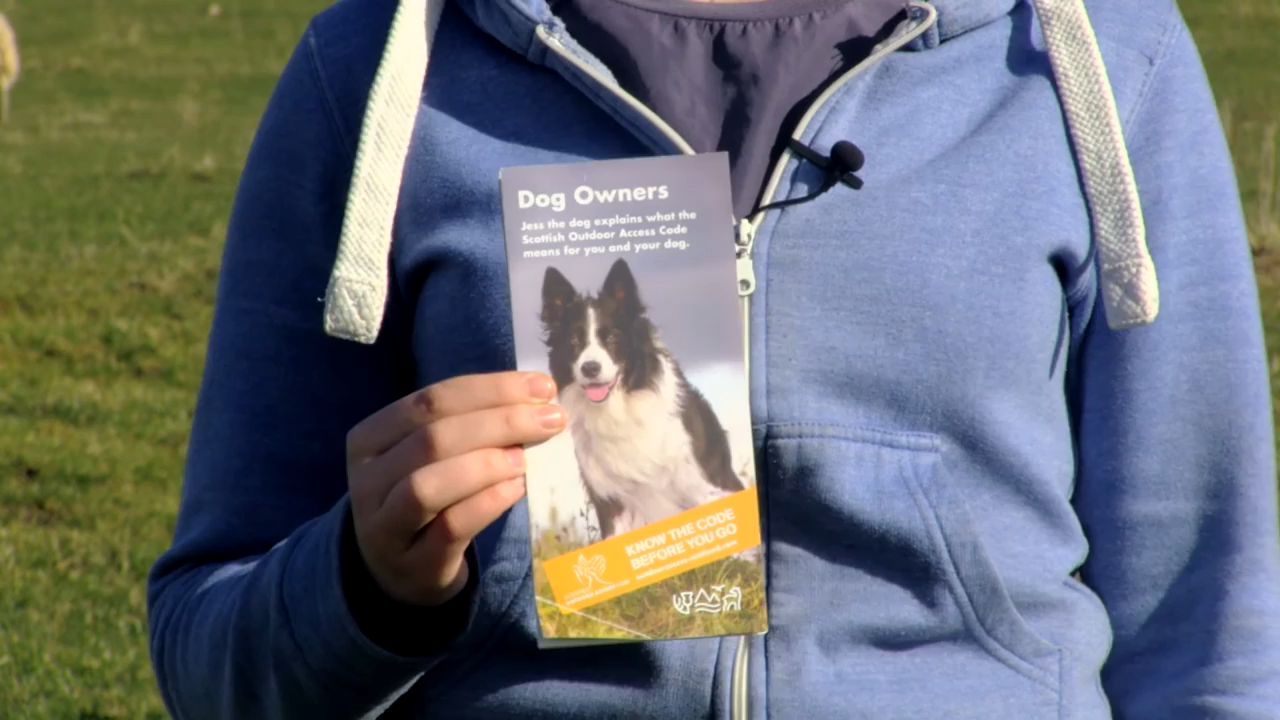 Dog Owners
Jess the dog explains what the
Scottish Outdoor Access Code
means for you and your dog.
KNOW THE CODE
BEFORE YOU GO